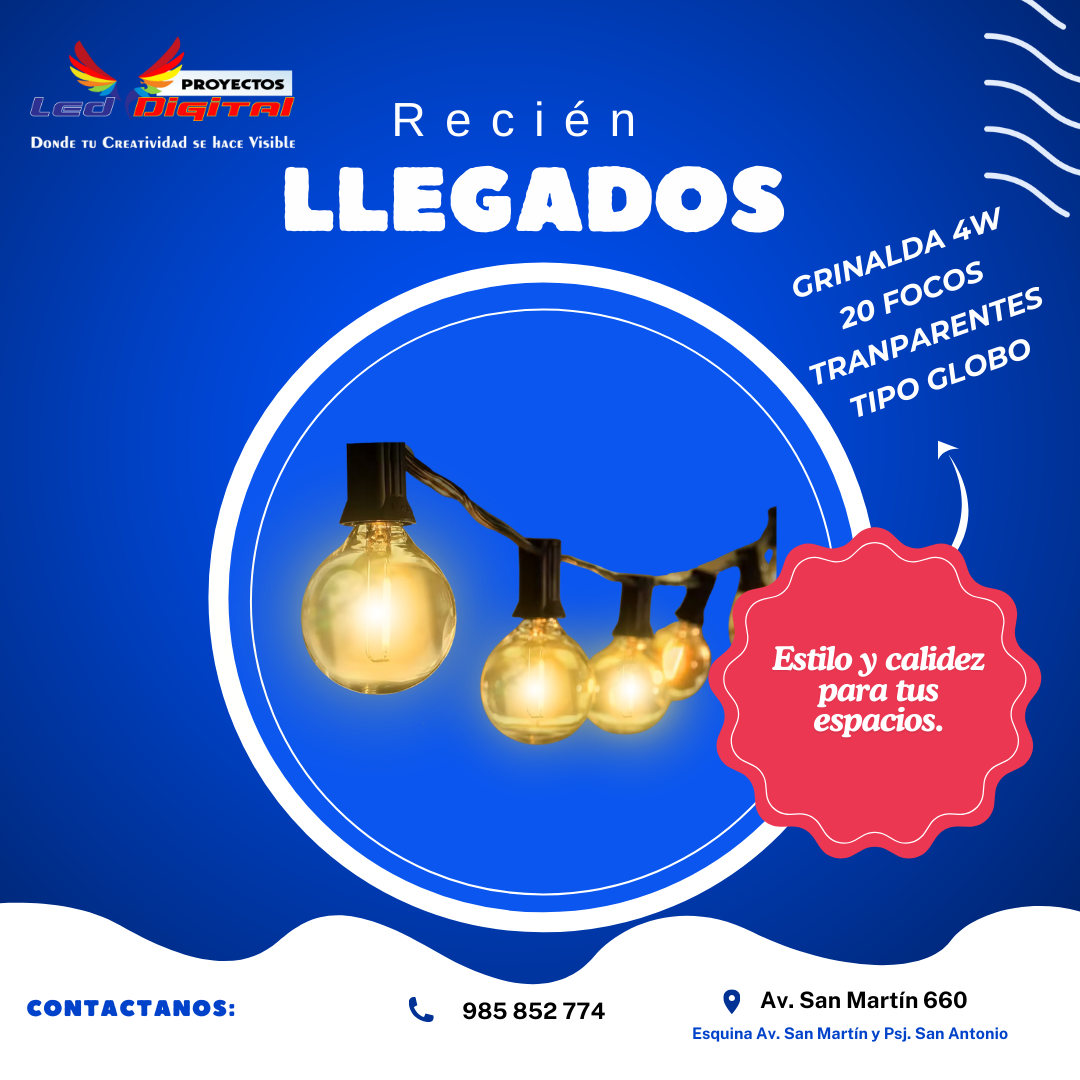 PROYECTOS
Led Digital
Donde tu Creatividad se hace Visible
Recién
LLEGADOS
GRINALDA 4W
20 FOCOS
TRANPARENTES
TIPO GLOBO
Estilo y calidez
para tus
espacios.
CONTACTANOS:
985 852 774
Av. San Martín 660
Esquina Av. San Martín y Psj. San Antonio